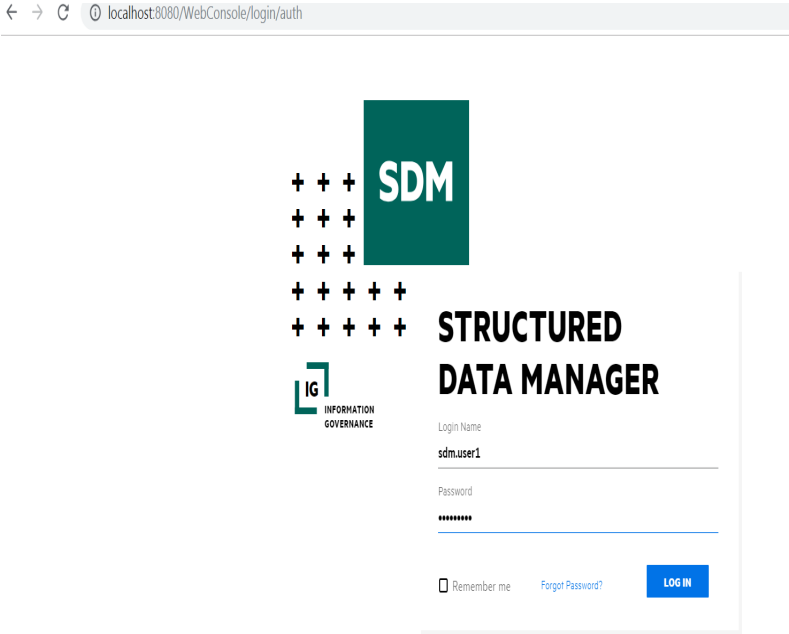 localhost:8080/WebConsole/login/auth
SDM
STRUCTURED
DATA MANAGER
IG
INFORMATION
GOVERNANCE
Login Name
sdm.user1
Password
•••••••••
Remember me Forgot Password? LOG IN